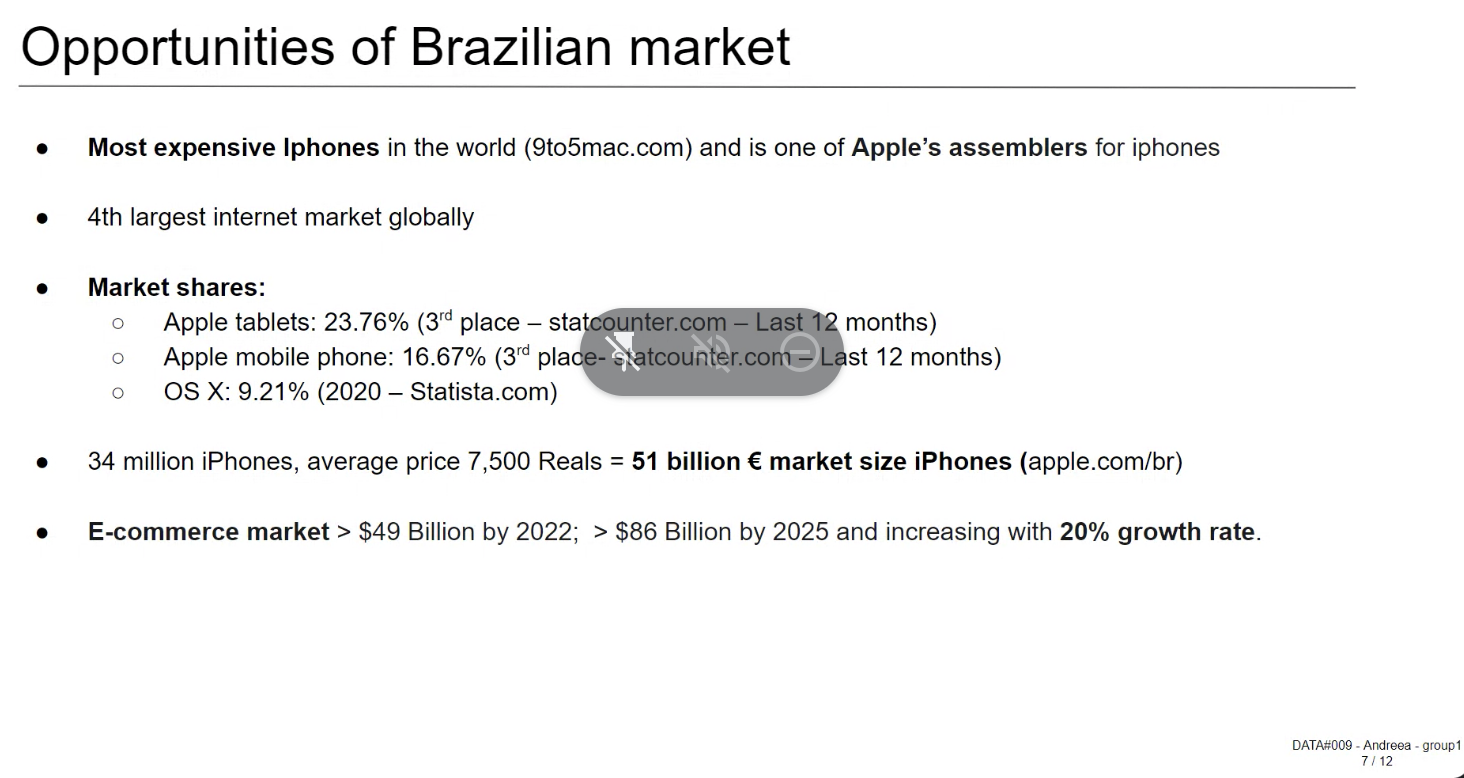 Opportunities of Brazilian market
● Most expensive Iphones in the world (9to5mac.com) and is one of Apple’s assemblers for iphones
● 4th largest internet market globally
● Market shares:
○ Apple tablets: 23.76% (3rd place – statcounter.com – Last 12 months)
○ Apple mobile phone: 16.67% (3rd place- statcounter.com – Last 12 months)
○ OS X: 9.21% (2020 – Statista.com)
● 34 million iPhones, average price 7,500 Reals = 51 billion € market size iPhones (apple.com/br)
● E-commerce market > $49 Billion by 2022;  > $86 Billion by 2025 and increasing with 20% growth rate.
DATA#009 - Andreea - group1
7 / 12